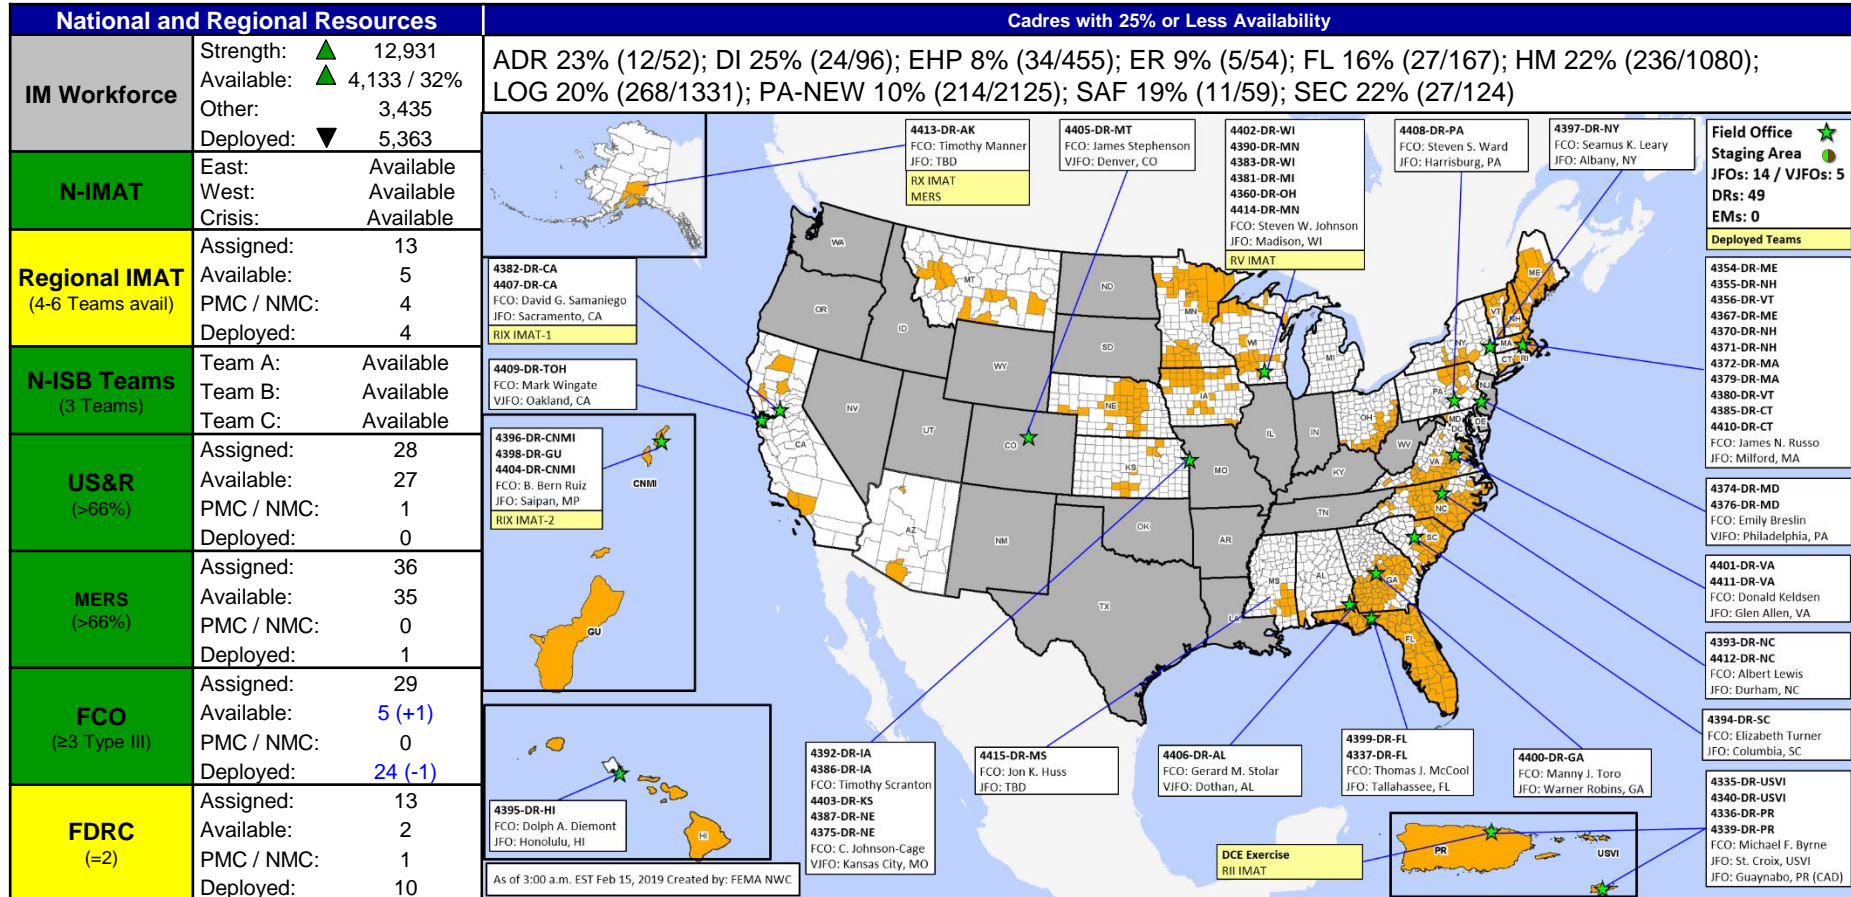 National and Regional Resources
Cadres with 25% or Less Availability
IM Workforce
Strength: 12,931
Available: 4,133 / 32%
Other: 3,435
Deployed: 5,363
ADR 23% (12/52); DI 25% (24/96); EHP 8% (34/455); ER 9% (5/54); FL 16% (27/167); HM 22% (236/1080);
LOG 20% (268/1331); PA-NEW 10% (214/2125); SAF 19% (11/59); SEC 22% (27/124)
N-IMAT
East: Available
West: Available
Crisis: Available
Regional IMAT
(4-6 Teams avail)
Assigned: 13
Available: 5
PMC / NMC: 4
Deployed: 4
N-ISB Teams
(3 Teams)
Team A: Available
Team B: Available
Team C: Available
US&R
(>66%)
Assigned: 28
Available: 27
PMC / NMC: 1
Deployed: 0
MERS
(>66%)
Assigned: 36
Available: 35
PMC / NMC: 0
Deployed: 1
FCO
(≥3 Type III)
Assigned: 29
Available: 5 (+1)
PMC / NMC: 0
Deployed: 24 (-1)
FDRC
(=2)
Assigned: 13
Available: 2
PMC / NMC: 1
Deployed: 10
4413-DR-AK
FCO: Timothy Manner
JFO: TBD
RX IMAT
MERS
4405-DR-MT
FCO: James Stephenson
VJFO: Denver, CO
4402-DR-WI
4390-DR-MN
4383-DR-WI
4381-DR-MI
4360-DR-OH
4414-DR-MN
FCO: Steven W. Johnson
JFO: Madison, WI
RV IMAT
4408-DR-PA
FCO: Steven S. Ward
JFO: Harrisburg, PA
4397-DR-NY
FCO: Seamus K. Leary
JFO: Albany, NY
Field Office
Staging Area
JFOs: 14 / VJFOs: 5
DRs: 49
EMs: 0
Deployed Teams
4382-DR-CA
4407-DR-CA
FCO: David G. Samaniego
JFO: Sacramento, CA
RIX IMAT-1
4409-DR-TOH
FCO: Mark Wingate
VJFO: Oakland, CA
4396-DR-CNMI
4398-DR-GU
4404-DR-CNMI
FCO: B. Bern Ruiz
JFO: Saipan, MP
RIX IMAT-2
CNMI
GU
4395-DR-HI
FCO: Dolph A. Diemont
JFO: Honolulu, HI
HI
As of 3:00 a.m. EST Feb 15, 2019 Created by: FEMA NWC
WA
OR
ID
MT
ND
SD
WY
NV
UT
CO
CA
AZ
NM
NE
KS
OK
TX
MN
IA
MO
AR
LA
WI
MI
IL
IN
OH
KY
TN
MS
AL
GA
FL
SC
NC
VA
WV
MD
DC
DE
PA
NJ
NY
CT
RI
MA
VT
NH
ME
4354-DR-ME
4355-DR-NH
4356-DR-VT
4367-DR-ME
4370-DR-NH
4371-DR-NH
4372-DR-MA
4379-DR-MA
4380-DR-VT
4385-DR-CT
4410-DR-CT
FCO: James N. Russo
JFO: Milford, MA
4374-DR-MD
4376-DR-MD
FCO: Emily Breslin
VJFO: Philadelphia, PA
4401-DR-VA
4411-DR-VA
FCO: Donald Keldsen
JFO: Glen Allen, VA
4393-DR-NC
4412-DR-NC
FCO: Albert Lewis
JFO: Durham, NC
4394-DR-SC
FCO: Elizabeth Turner
JFO: Columbia, SC
4392-DR-IA
4386-DR-IA
FCO: Timothy Scranton
4403-DR-KS
4387-DR-NE
4375-DR-NE
FCO: C. Johnson-Cage
VJFO: Kansas City, MO
4415-DR-MS
FCO: Jon K. Huss
JFO: TBD
4406-DR-AL
FCO: Gerard M. Stolar
VJFO: Dothan, AL
4399-DR-FL
4337-DR-FL
FCO: Thomas J. McCool
JFO: Tallahassee, FL
4400-DR-GA
FCO: Manny J. Toro
JFO: Warner Robins, GA
4335-DR-USVI
4340-DR-USVI
4336-DR-PR
4339-DR-PR
FCO: Michael F. Byrne
JFO: St. Croix, USVI
JFO: Guaynabo, PR (CAD)
DCE Exercise
RII IMAT
PR
USVI